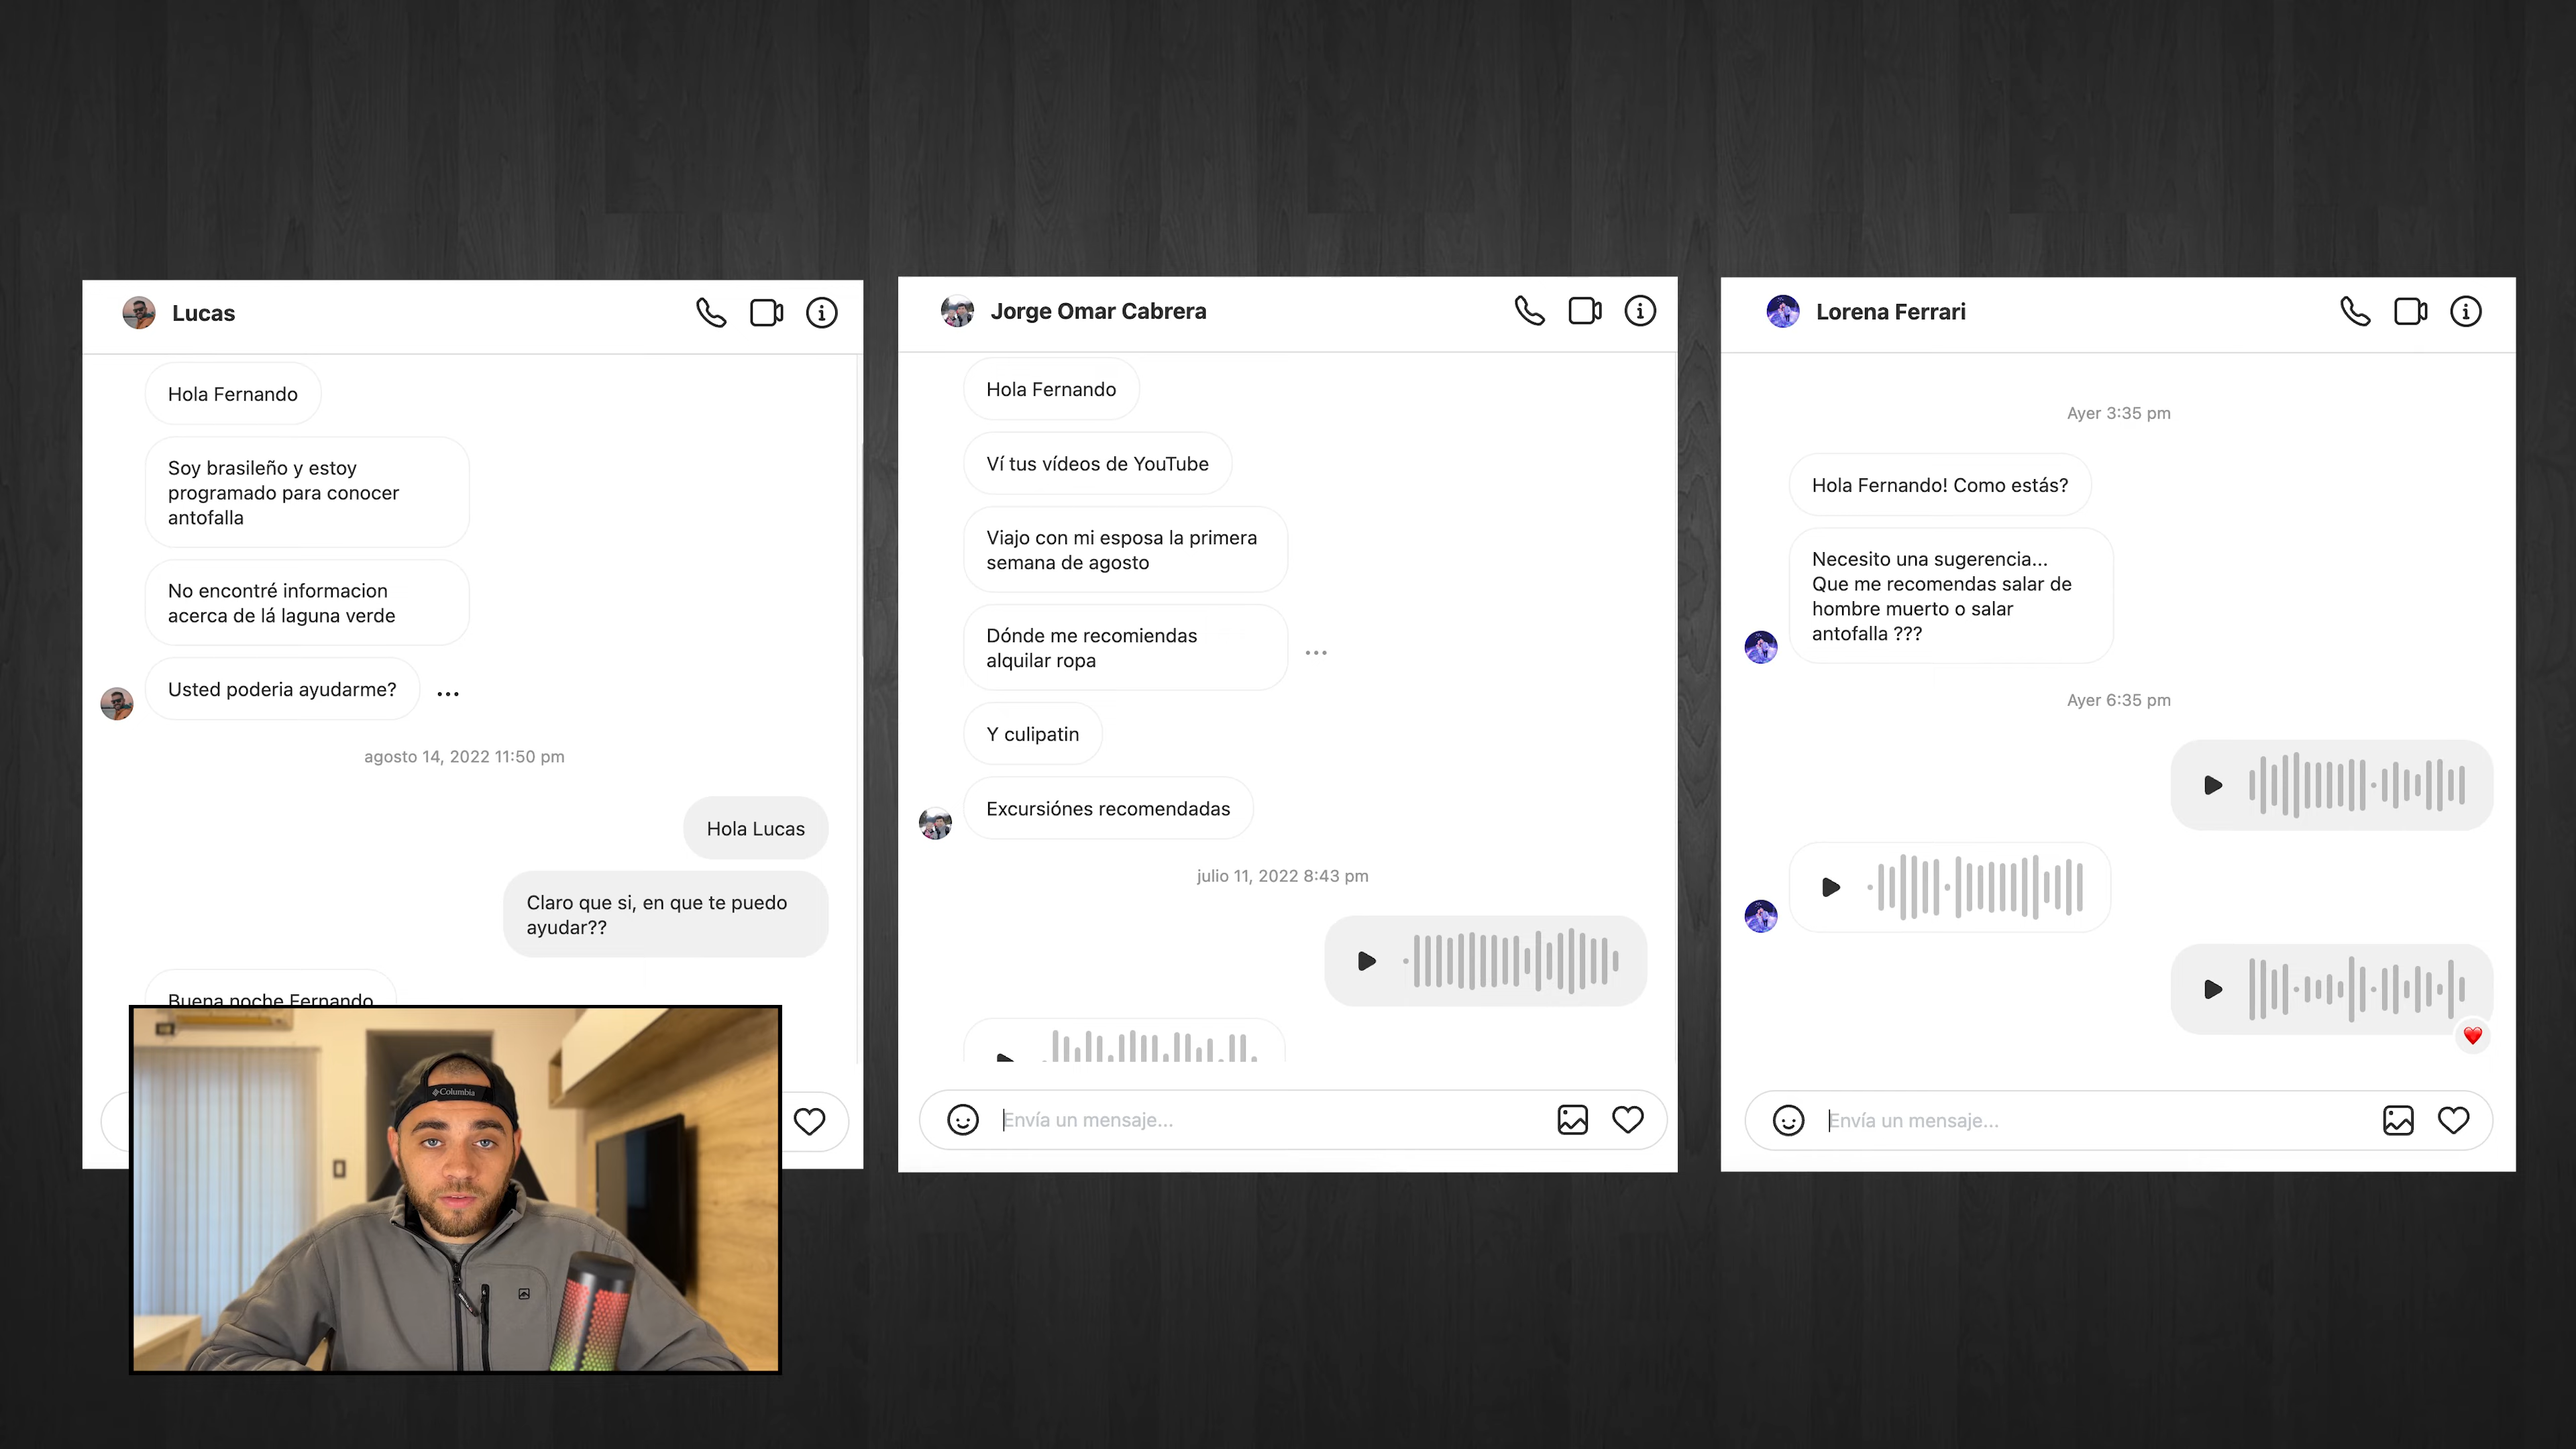 Lucas
Hola Fernando
Soy brasileño y estoy
programado para conocer
antofalla
No encontré informacion
acerca de lá laguna verde
Usted poderia ayudarme?
agosto 14, 2022 11:50 pm
Hola Lucas
Claro que si, en que te puedo
ayudar??
Buena noche Fernando
Columbia
Jorge Omar Cabrera
Hola Fernando
Ví tus vídeos de YouTube
Viajo con mi esposa la primera
semana de agosto
Dónde me recomiendas
alquilar ropa
Y culipatin
Excursiónes recomendadas
julio 11, 2022 8:43 pm
Envía un mensaje...
Lorena Ferrari
Ayer 3:35 pm
Hola Fernando! Como estás?
Necesito una sugerencia...
Que me recomendas salar de
hombre muerto o salar
antofalla ???
Ayer 6:35 pm
Envía un mensaje...